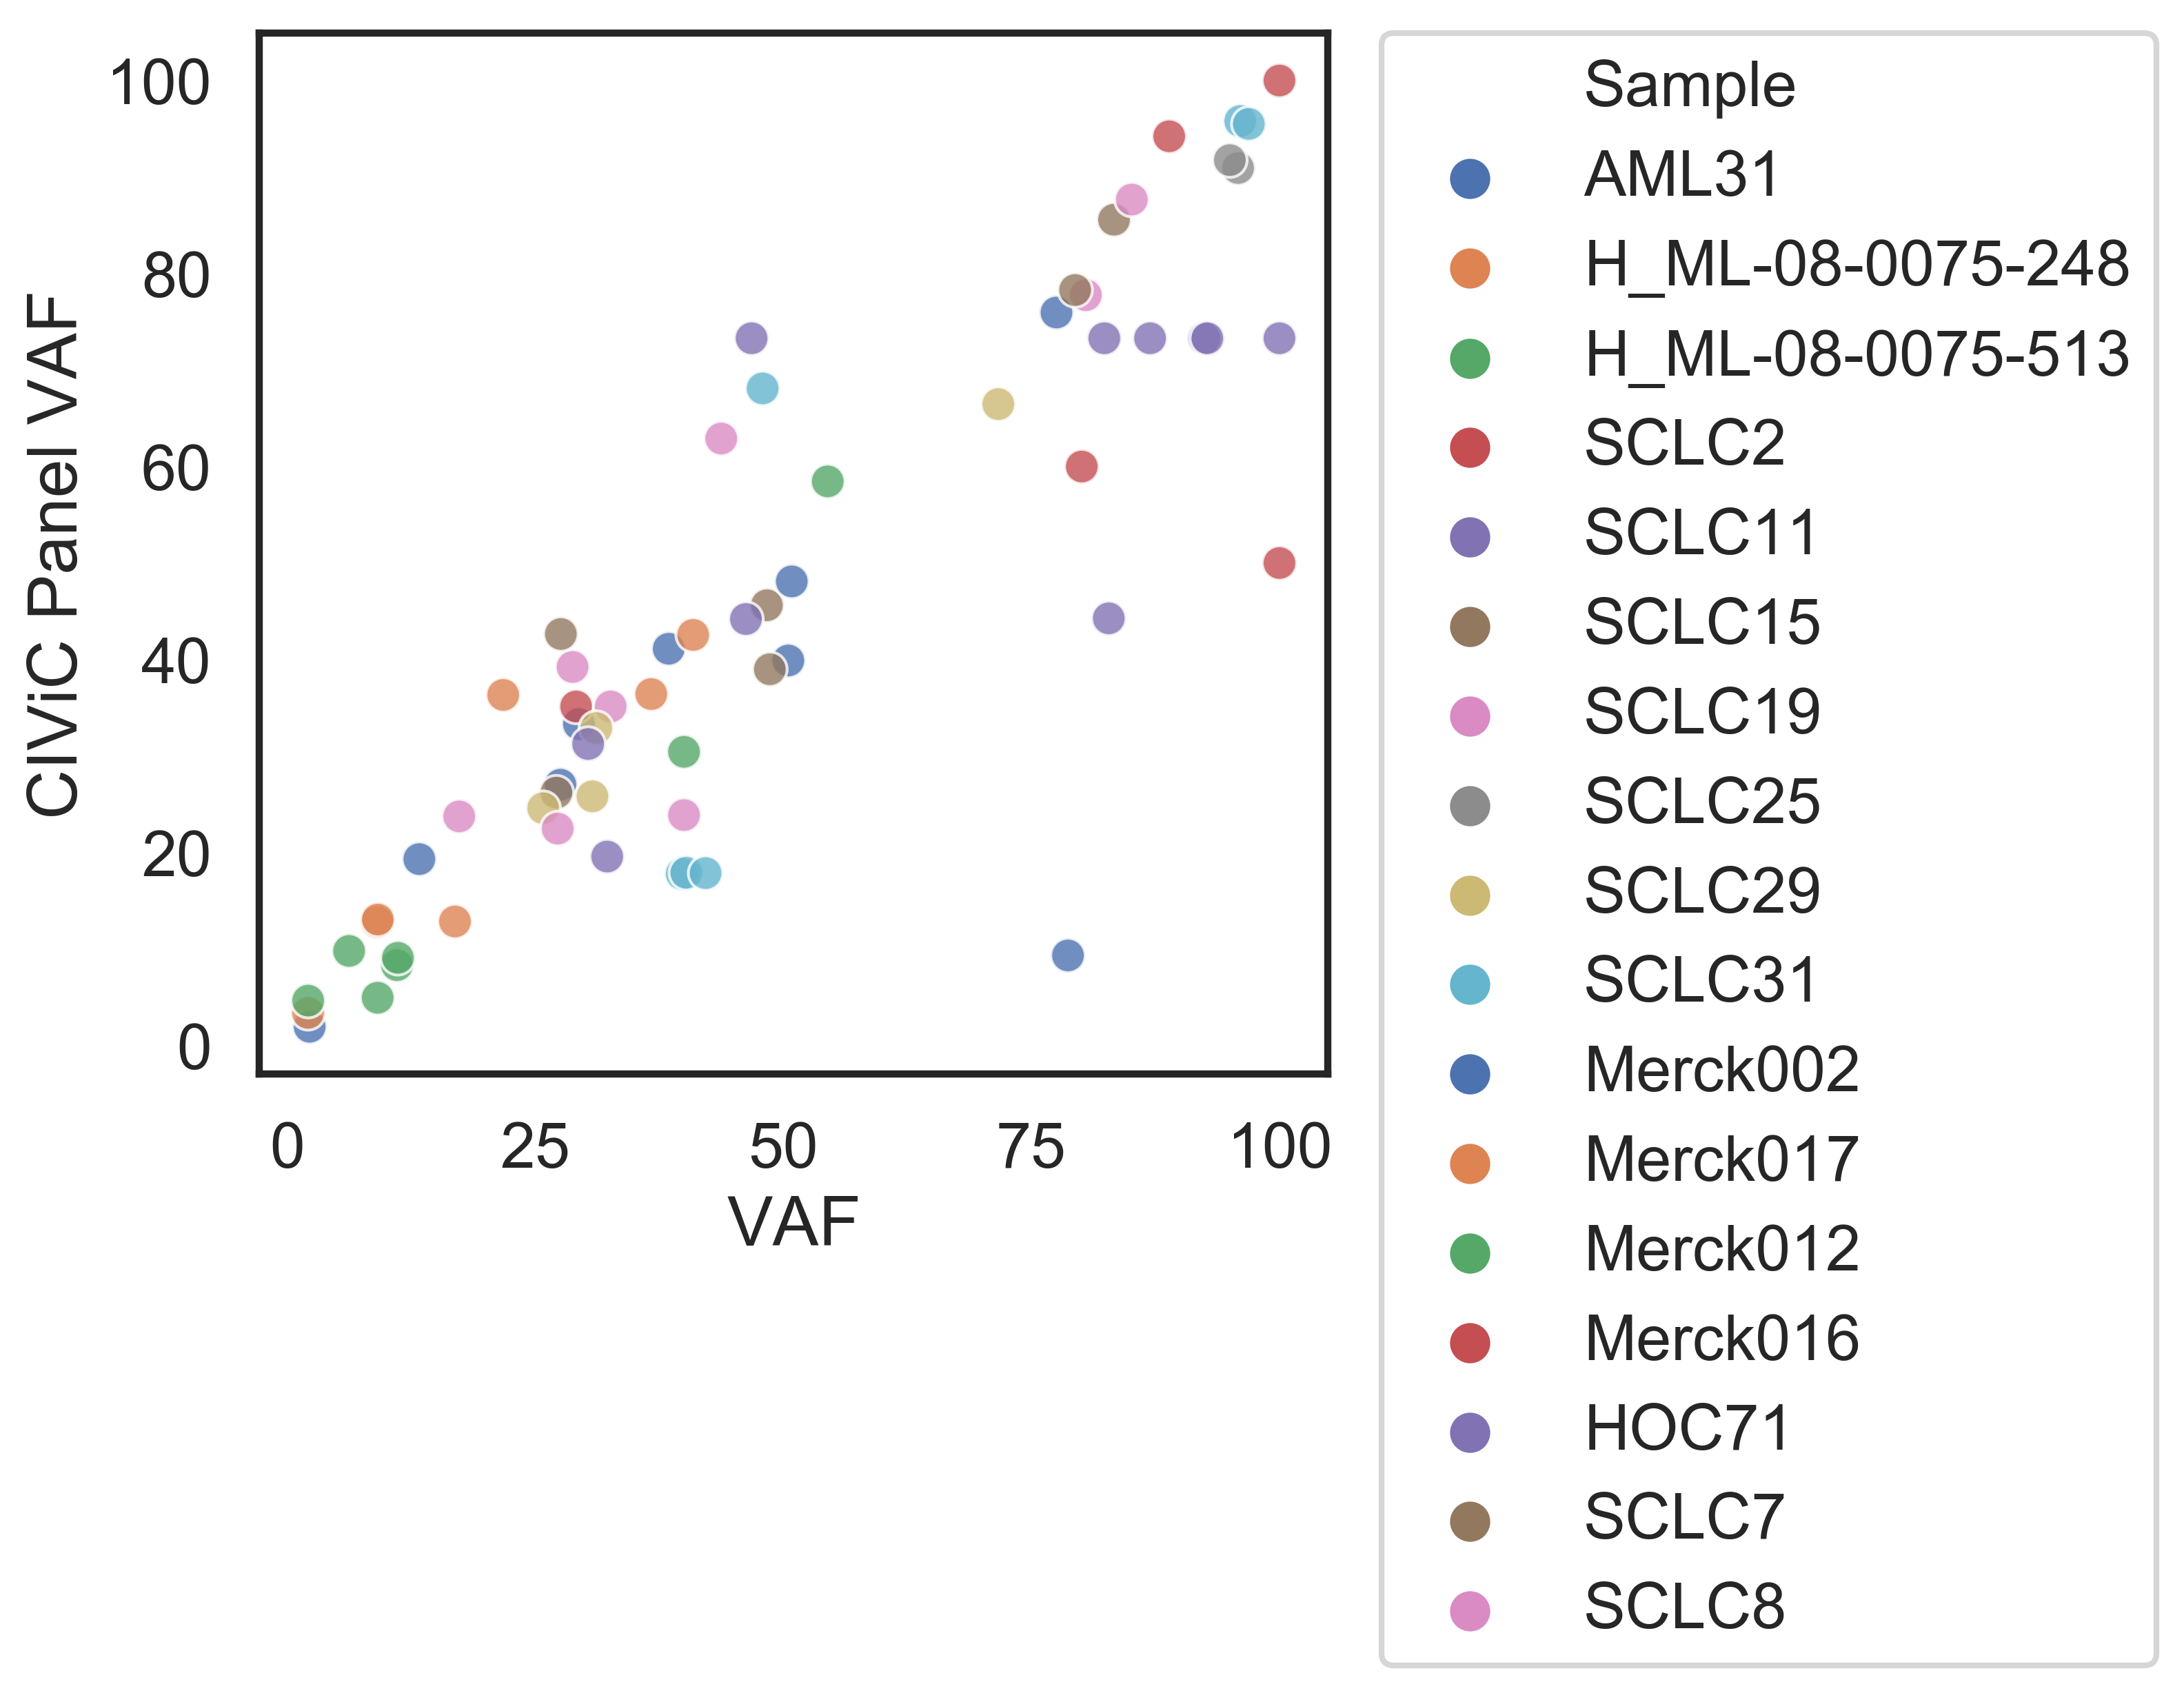 CIViC Panel VAF
100
80
60
40
20
0
0 25 50 75 100
VAF
Sample
AML31
H_ML-08-0075-248
H_ML-08-0075-513
SCLC2
SCLC11
SCLC15
SCLC19
SCLC25
SCLC29
SCLC31
Merck002
Merck017
Merck012
Merck016
HOC71
SCLC7
SCLC8